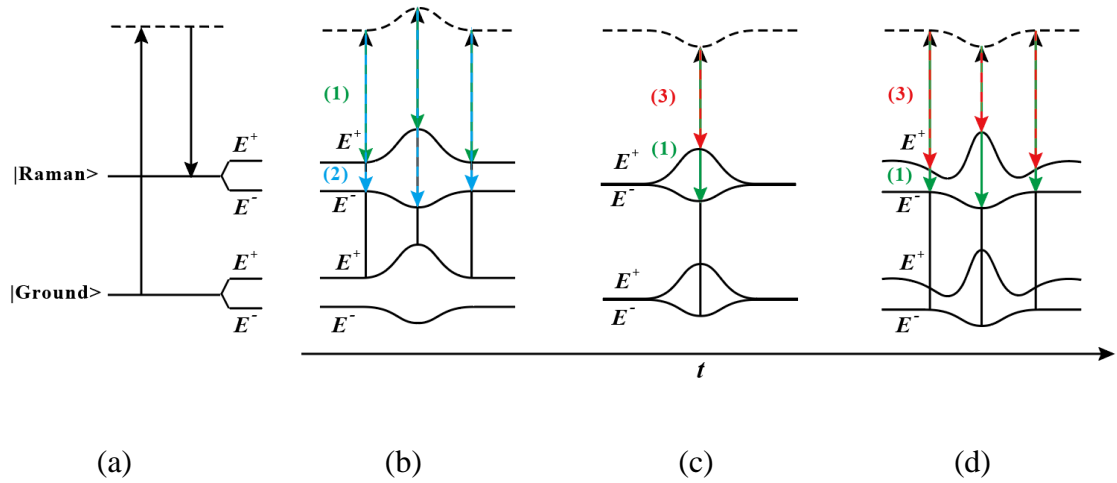 |Raman>
E⁺
E⁻
|Ground>
E⁺
E⁻
(1)
E⁺
(2)
E⁻
E⁺
E⁻
(3)
E⁺
(1)
E⁻
E⁺
E⁻
(3)
E⁺
(1)
E⁻
E⁺
E⁻
t
(a)
(b)
(c)
(d)